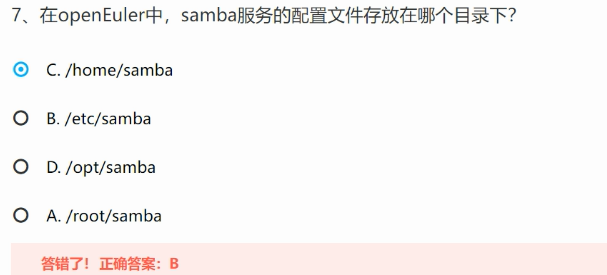 7、在openEuler中，samba服务的配置文件存放在哪个目录下？
C. /home/samba
B. /etc/samba
D. /opt/samba
A. /root/samba
答错了！正确答案：B